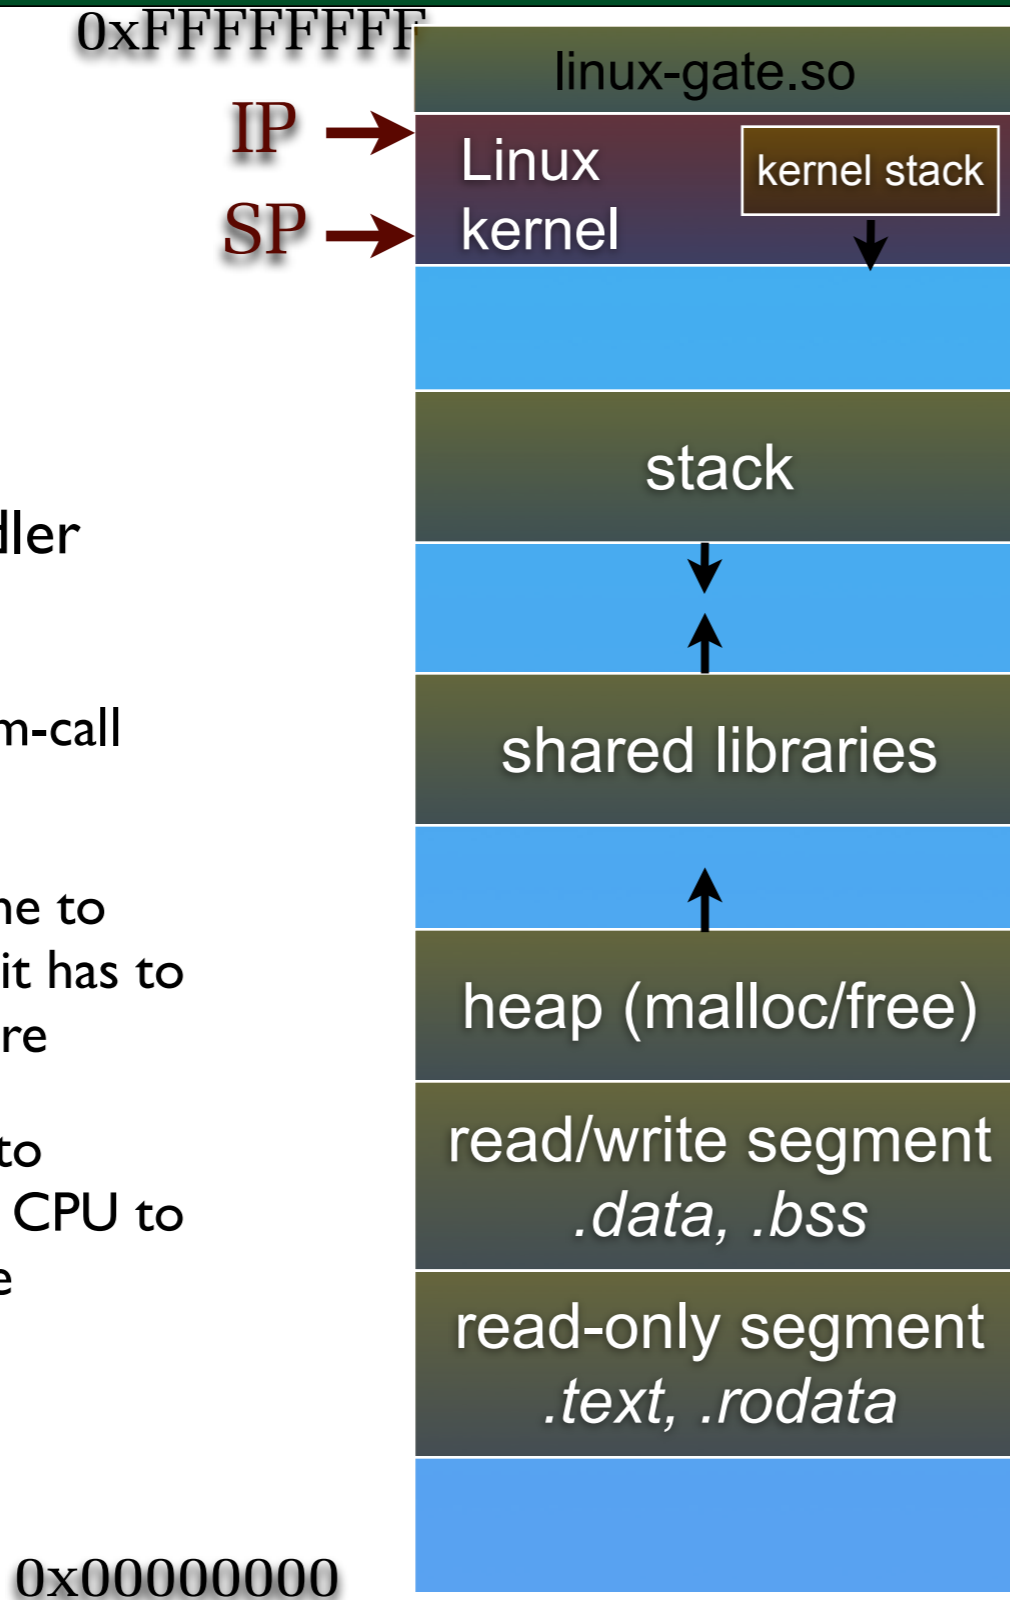 0xFFFFFFFF
linux-gate.so
IP
SP
Linux
kernel
kernel stack
stack
dler
m-call
shared libraries
ne to
it has to
re
to
CPU to
e
heap (malloc/free)
read/write segment
.data, .bss
read-only segment
.text, .rodata
0x00000000